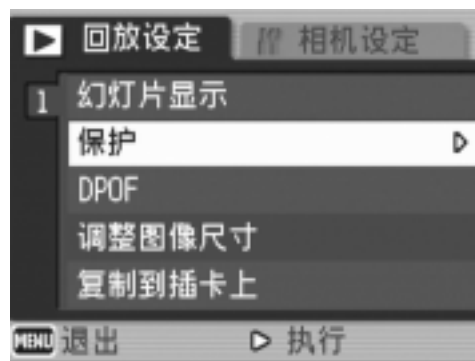 回放设定 相机设定
1 幻灯片显示
保护
DPOF
调整图像尺寸
复制到插卡上
MENU 退出 执行